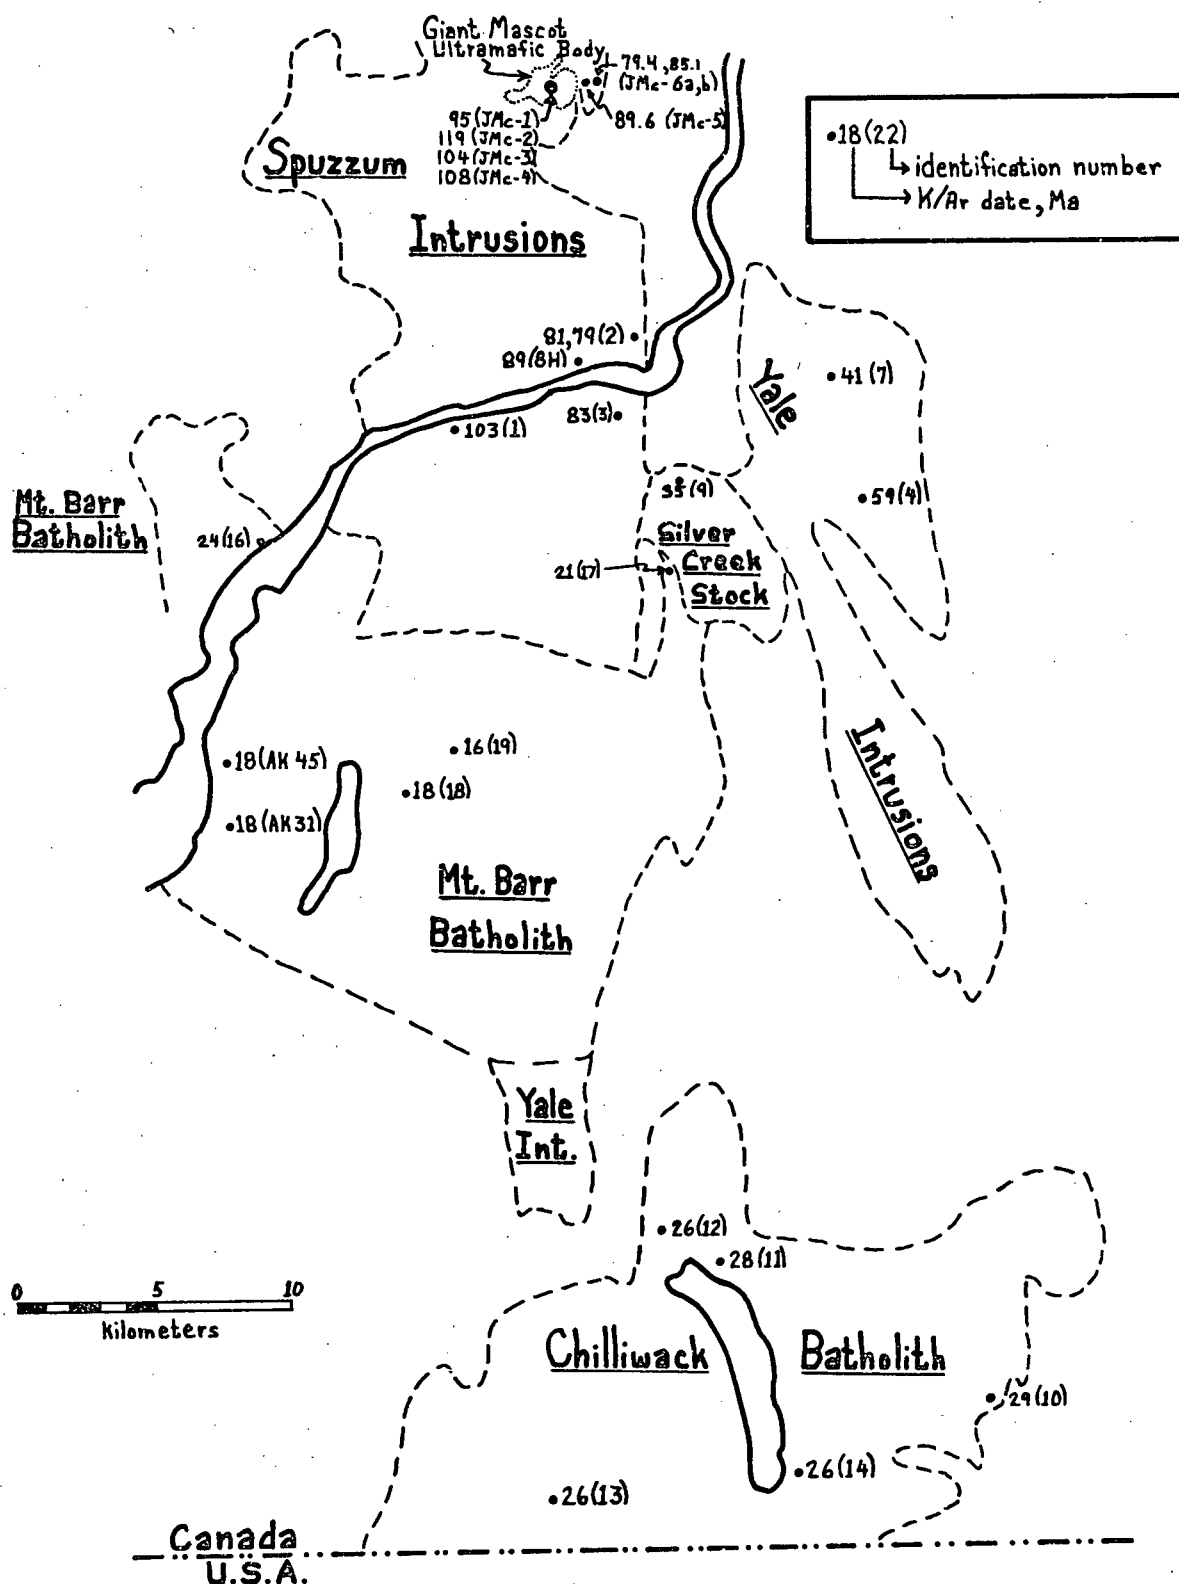 Giant Mascot
Ultramafic Body
79.4, 85.1
(JMc-6a,b)
95 (JMc-1)
119 (JMc-2)
104 (JMc-3)
108 (JMc-4)
89.6 (JMc-5)
18(22)
identification number
K/Ar date, Ma
Spuzzum
Intrusions
81,79(2)
89(8H)
83(3)
103(1)
Yale
41(7)
59(4)
Mt. Barr
Batholith
24(16)
35(9)
Silver
Creek
Stock
21(17)
Intrusions
18(AK 45)
16(19)
18(18)
18(AK31)
Mt. Barr
Batholith
Yale
Int.
26(12)
28(11)
0 5 10
Kilometers
Chilliwack Batholith
29(10)
26(14)
26(13)
Canada
U.S.A.